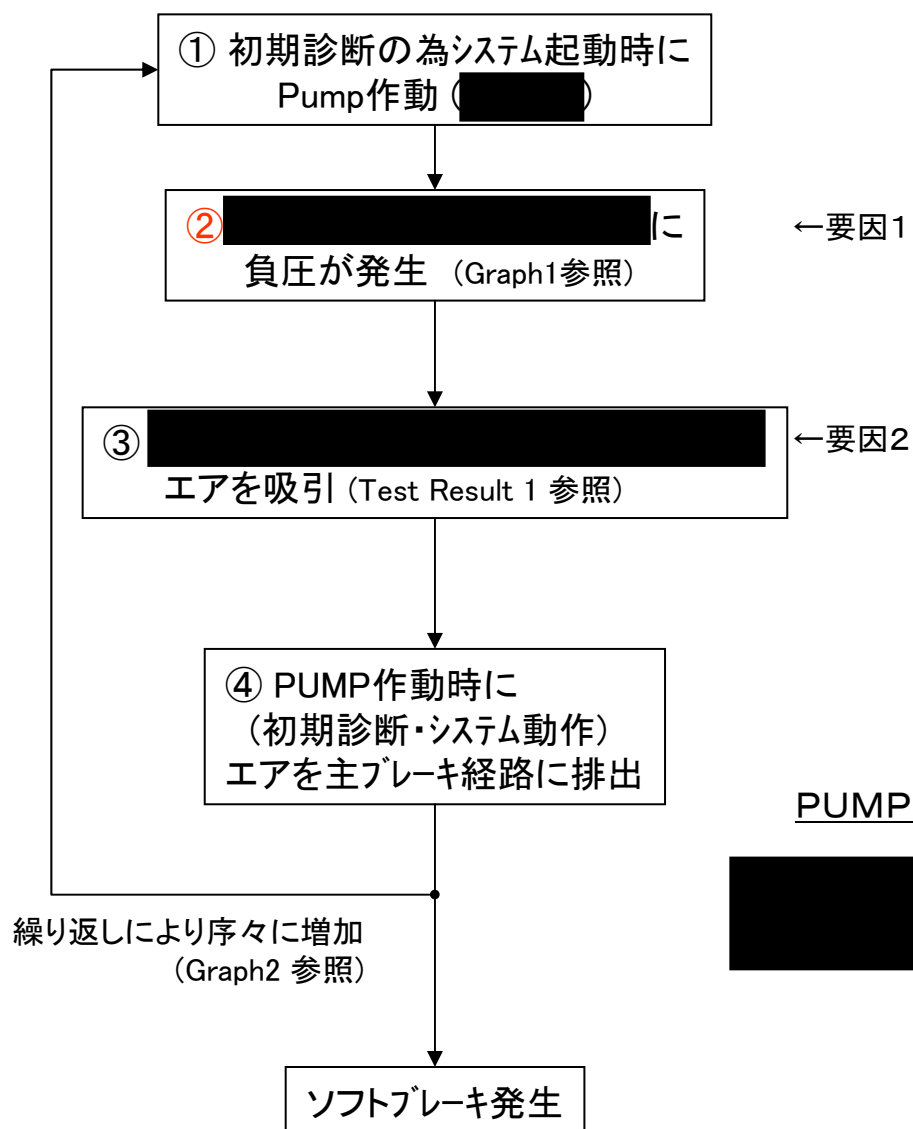 ① 初期診断の為システム起動時に
Pump作動 ( )
② に
負圧が発生 (Graph1参照)
←要因1
③
エアを吸引 (Test Result 1 参照)
←要因2
④ PUMP作動時に
(初期診断・システム動作)
エアを主ブレーキ経路に排出
PUMP
繰り返しにより序々に増加
(Graph2 参照)
ソフトブレーキ発生